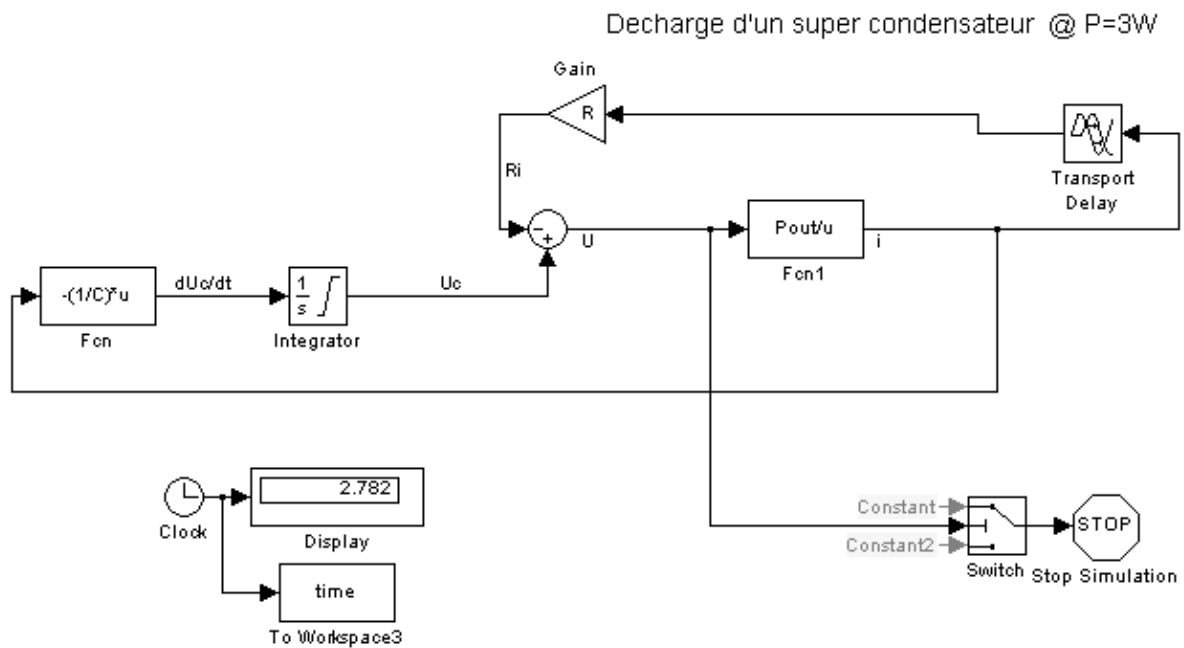 Decharge d'un super condensateur @ P=3W
Gain
R
Ri
Transport
Delay
U
Pout/u
i
Fcn1
-(1/C)*u
dUc/dt
1
s
Uc
Fcn
Integrator
2.782
Clock
Display
time
To Workspace3
Constant
Constant2
Switch
STOP
Stop Simulation